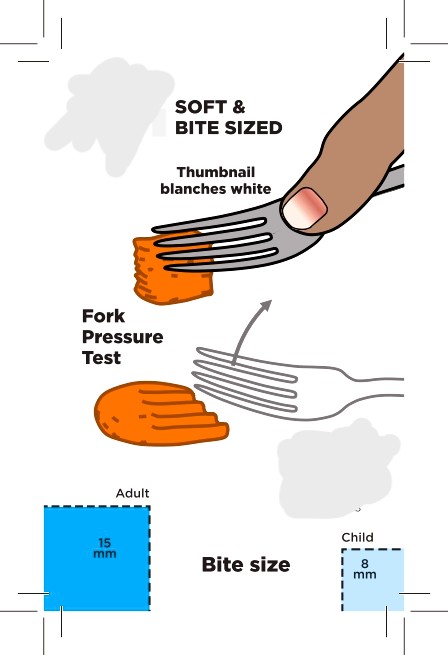 SOFT &
BITE SIZED
Thumbnail
blanches white
Fork
Pressure
Test
Adult
15
mm
Bite size
Child
8
mm